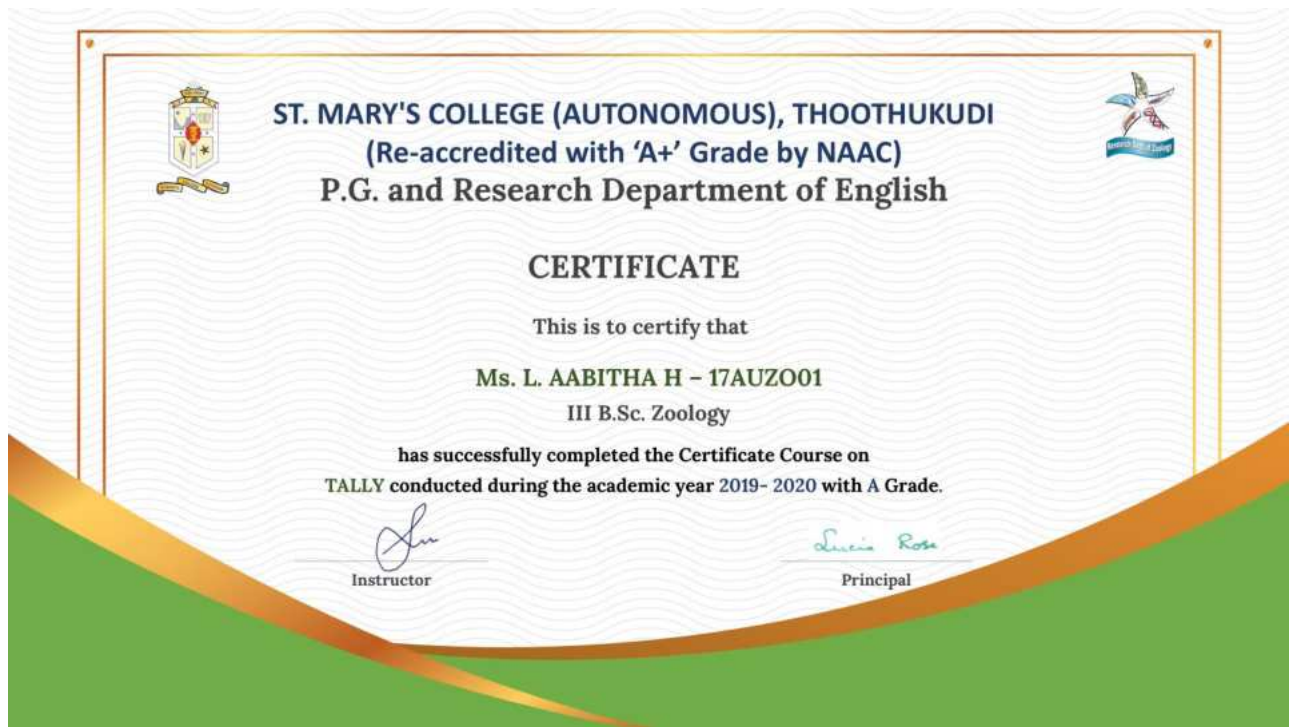 ST. MARY'S COLLEGE (AUTONOMOUS), THOOTHUKUDI
(Re-accredited with ‘A+’ Grade by NAAC)
P.G. and Research Department of English
CERTIFICATE
This is to certify that
Ms. L. AABITHA H – 17AUZO01
III B.Sc. Zoology
has successfully completed the Certificate Course on
TALLY conducted during the academic year 2019- 2020 with A Grade.
Lucia Rose
Instructor
Principal